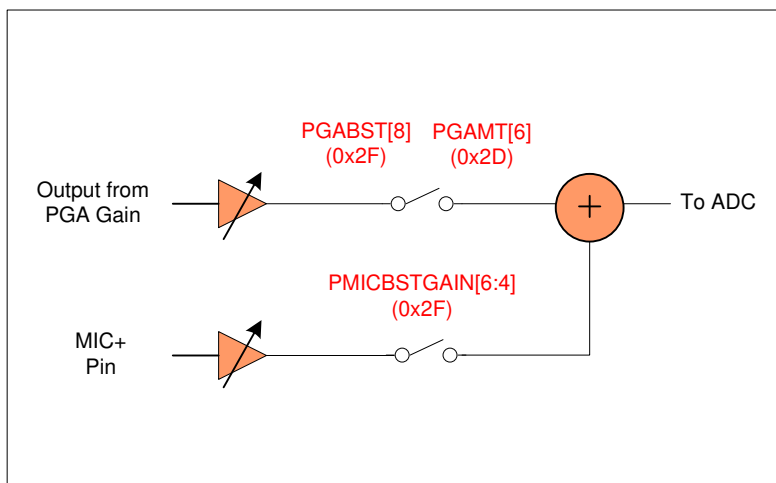 PGABST[8]
(0x2F)
PGAMT[6]
(0x2D)
Output from
PGA Gain
+
To ADC
PMICBSTGAIN[6:4]
(0x2F)
MIC+
Pin